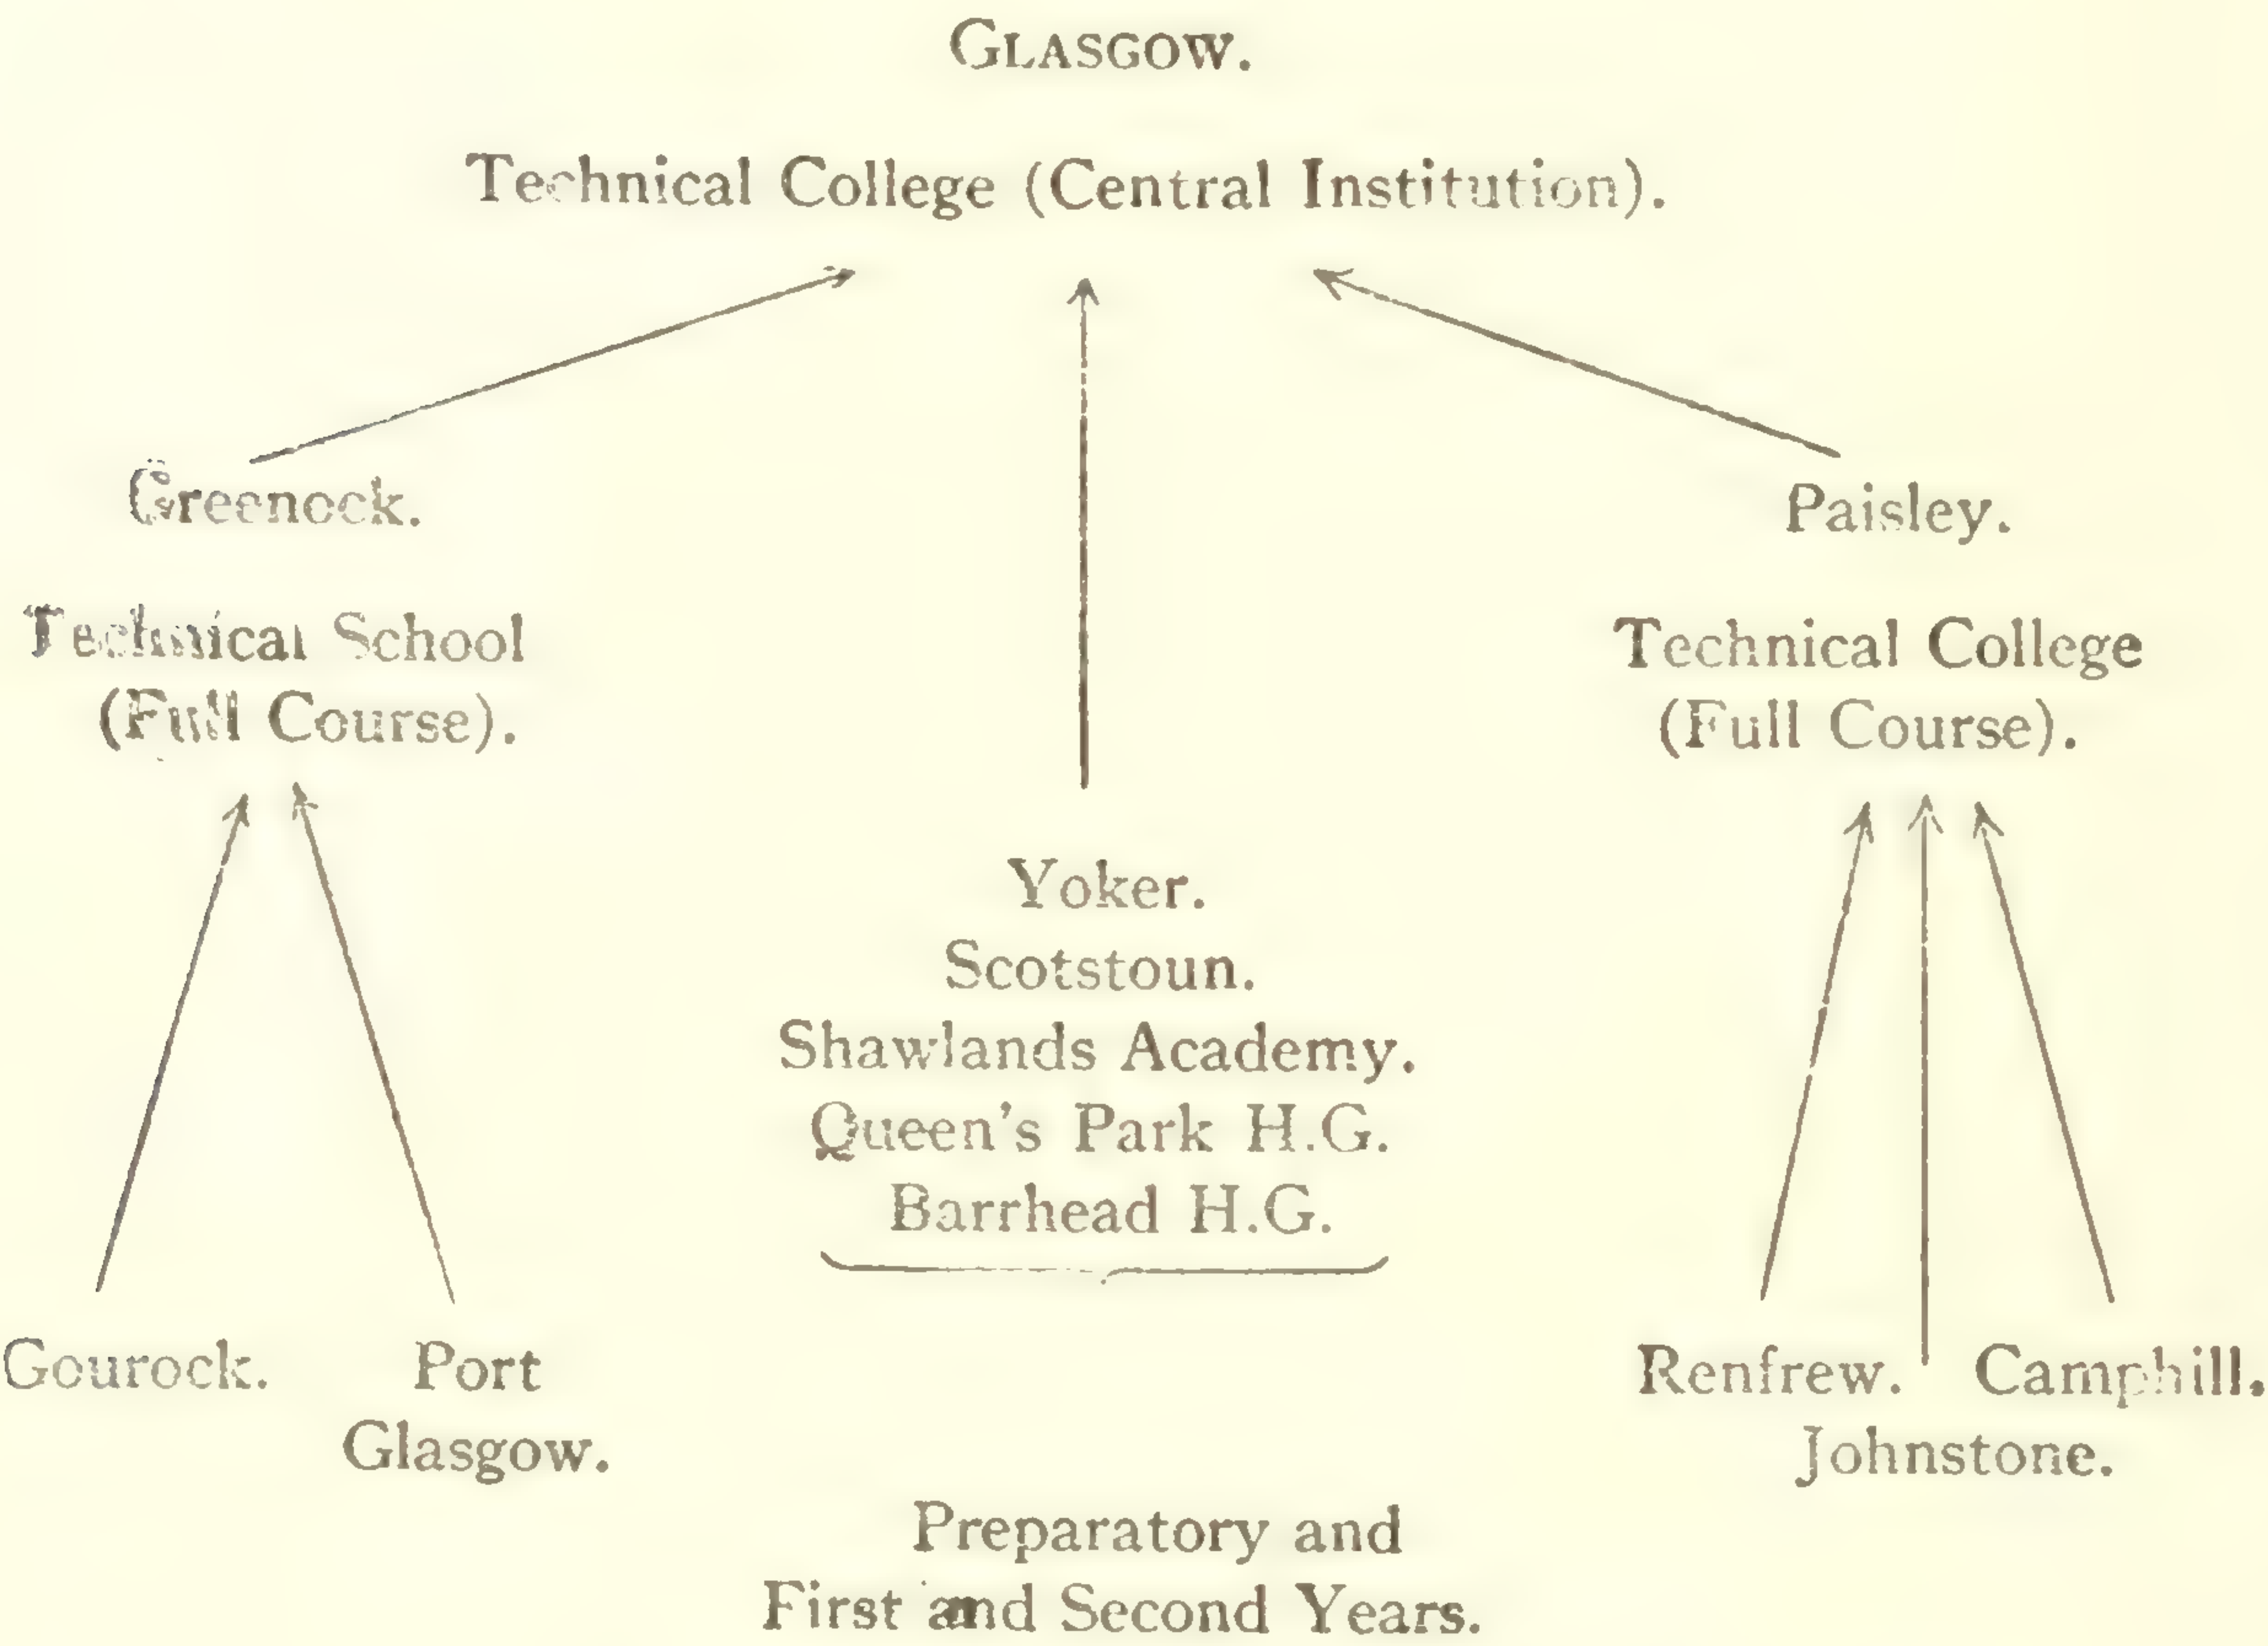 GLASGOW.
Technical College (Central Institution).
Greenock.
Paisley.
Technical School
(Full Course).
Technical College
(Full Course).
Yoker.
Scotstoun.
Shawlands Academy.
Queen's Park H.G.
Barrhead H.G.
Gourock.
Port
Glasgow.
Renfrew.
Camphill.
Johnstone.
Preparatory and
First and Second Years.